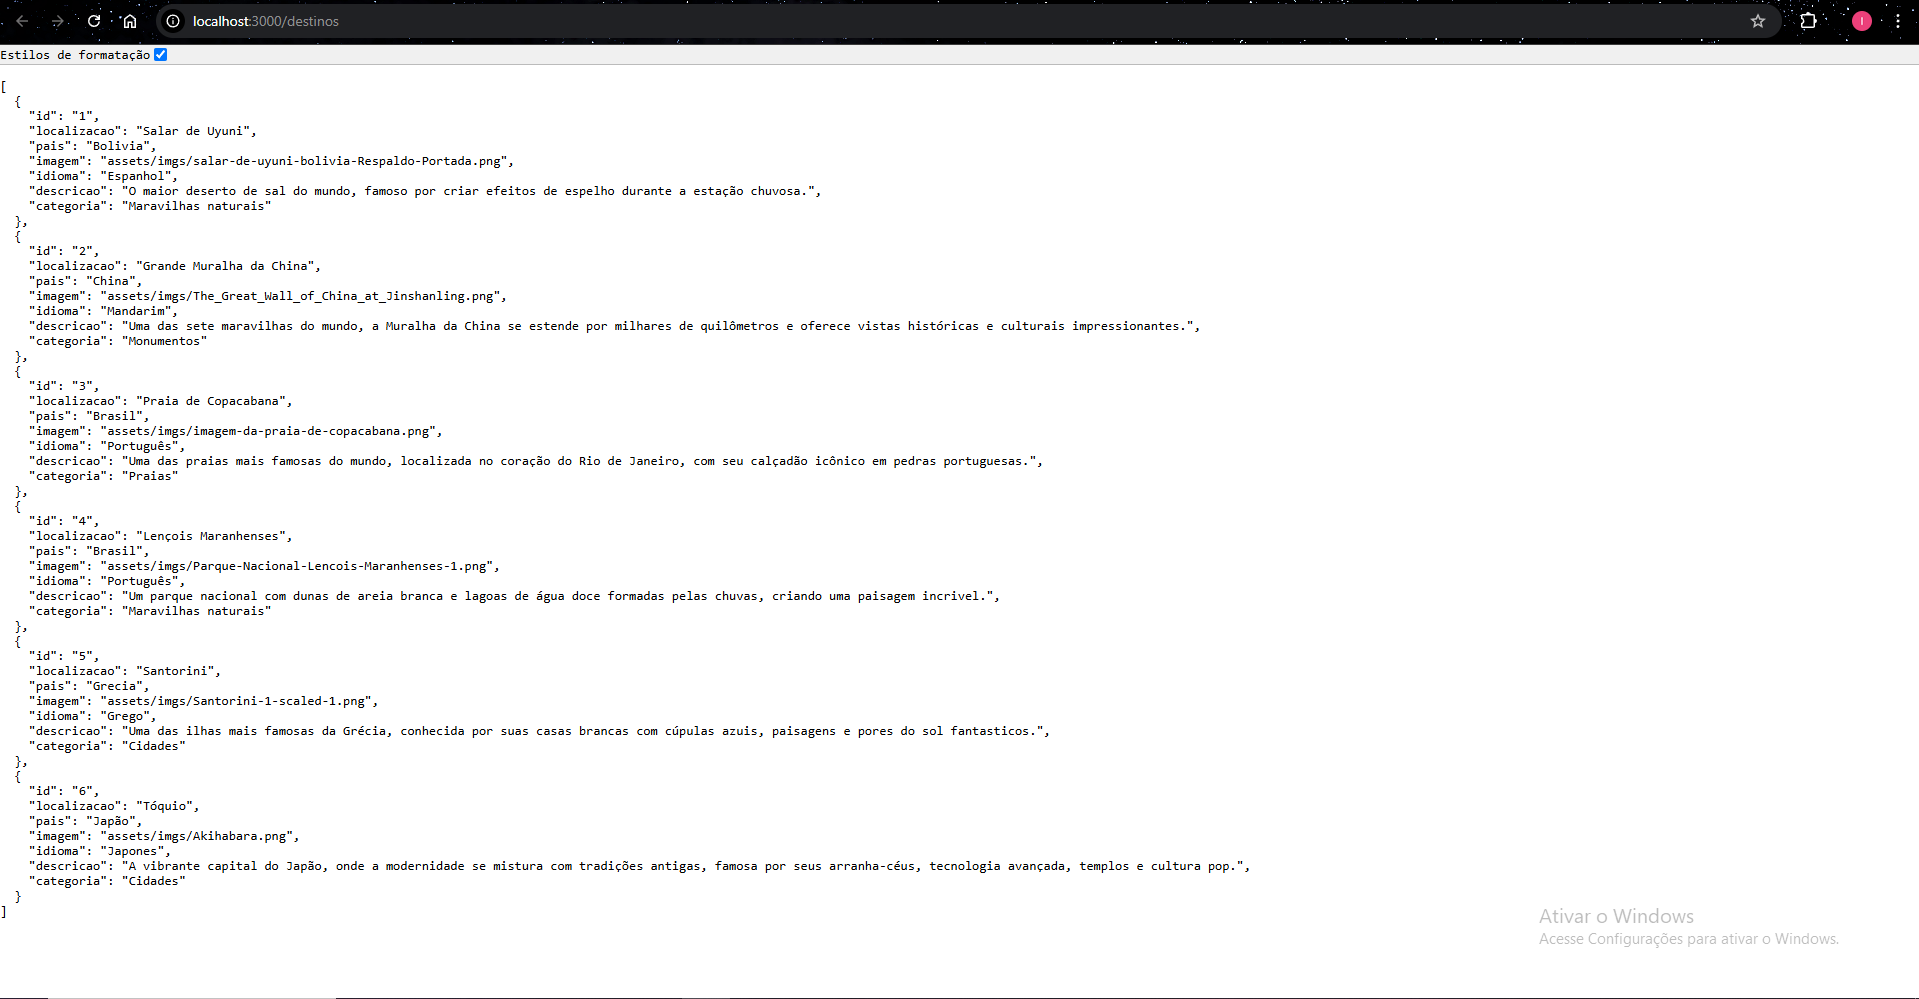 localhost:3000/destinos
Estilos de formatação
[
  {
    "id": "1",
    "localizacao": "Salar de Uyuni",
    "pais": "Bolivia",
    "imagem": "assets/imgs/salar-de-uyuni-bolivia-Respaldo-Portada.png",
    "idioma": "Espanhol",
    "descricao": "O maior deserto de sal do mundo, famoso por criar efeitos de espelho durante a estação chuvosa.",
    "categoria": "Maravilhas naturais"
  },
  {
    "id": "2",
    "localizacao": "Grande Muralha da China",
    "pais": "China",
    "imagem": "assets/imgs/The_Great_Wall_of_China_at_Jinshanling.png",
    "idioma": "Mandarim",
    "descricao": "Uma das sete maravilhas do mundo, a Muralha da China se estende por milhares de quilômetros e oferece vistas históricas e culturais impressionantes.",
    "categoria": "Monumentos"
  },
  {
    "id": "3",
    "localizacao": "Praia de Copacabana",
    "pais": "Brasil",
    "imagem": "assets/imgs/imagem-da-praia-de-copacabana.png",
    "idioma": "Português",
    "descricao": "Uma das praias mais famosas do mundo, localizada no coração do Rio de Janeiro, com seu calçadão icônico em pedras portuguesas.",
    "categoria": "Praias"
  },
  {
    "id": "4",
    "localizacao": "Lençois Maranhenses",
    "pais": "Brasil",
    "imagem": "assets/imgs/Parque-Nacional-Lencois-Maranhenses-1.png",
    "idioma": "Português",
    "descricao": "Um parque nacional com dunas de areia branca e lagoas de água doce formadas pelas chuvas, criando uma paisagem incrivel.",
    "categoria": "Maravilhas naturais"
  },
  {
    "id": "5",
    "localizacao": "Santorini",
    "pais": "Grecia",
    "imagem": "assets/imgs/Santorini-1-scaled-1.png",
    "idioma": "Grego",
    "descricao": "Uma das ilhas mais famosas da Grécia, conhecida por suas casas brancas com cúpulas azuis, paisagens e pores do sol fantasticos.",
    "categoria": "Cidades"
  },
  {
    "id": "6",
    "localizacao": "Tóquio",
    "pais": "Japão",
    "imagem": "assets/imgs/Akihabara.png",
    "idioma": "Japones",
    "descricao": "A vibrante capital do Japão, onde a modernidade se mistura com tradições antigas, famosa por seus arranha-céus, tecnologia avançada, templos e cultura pop.",
    "categoria": "Cidades"
  }
]
Ativar o Windows
Acesse Configurações para ativar o Windows.